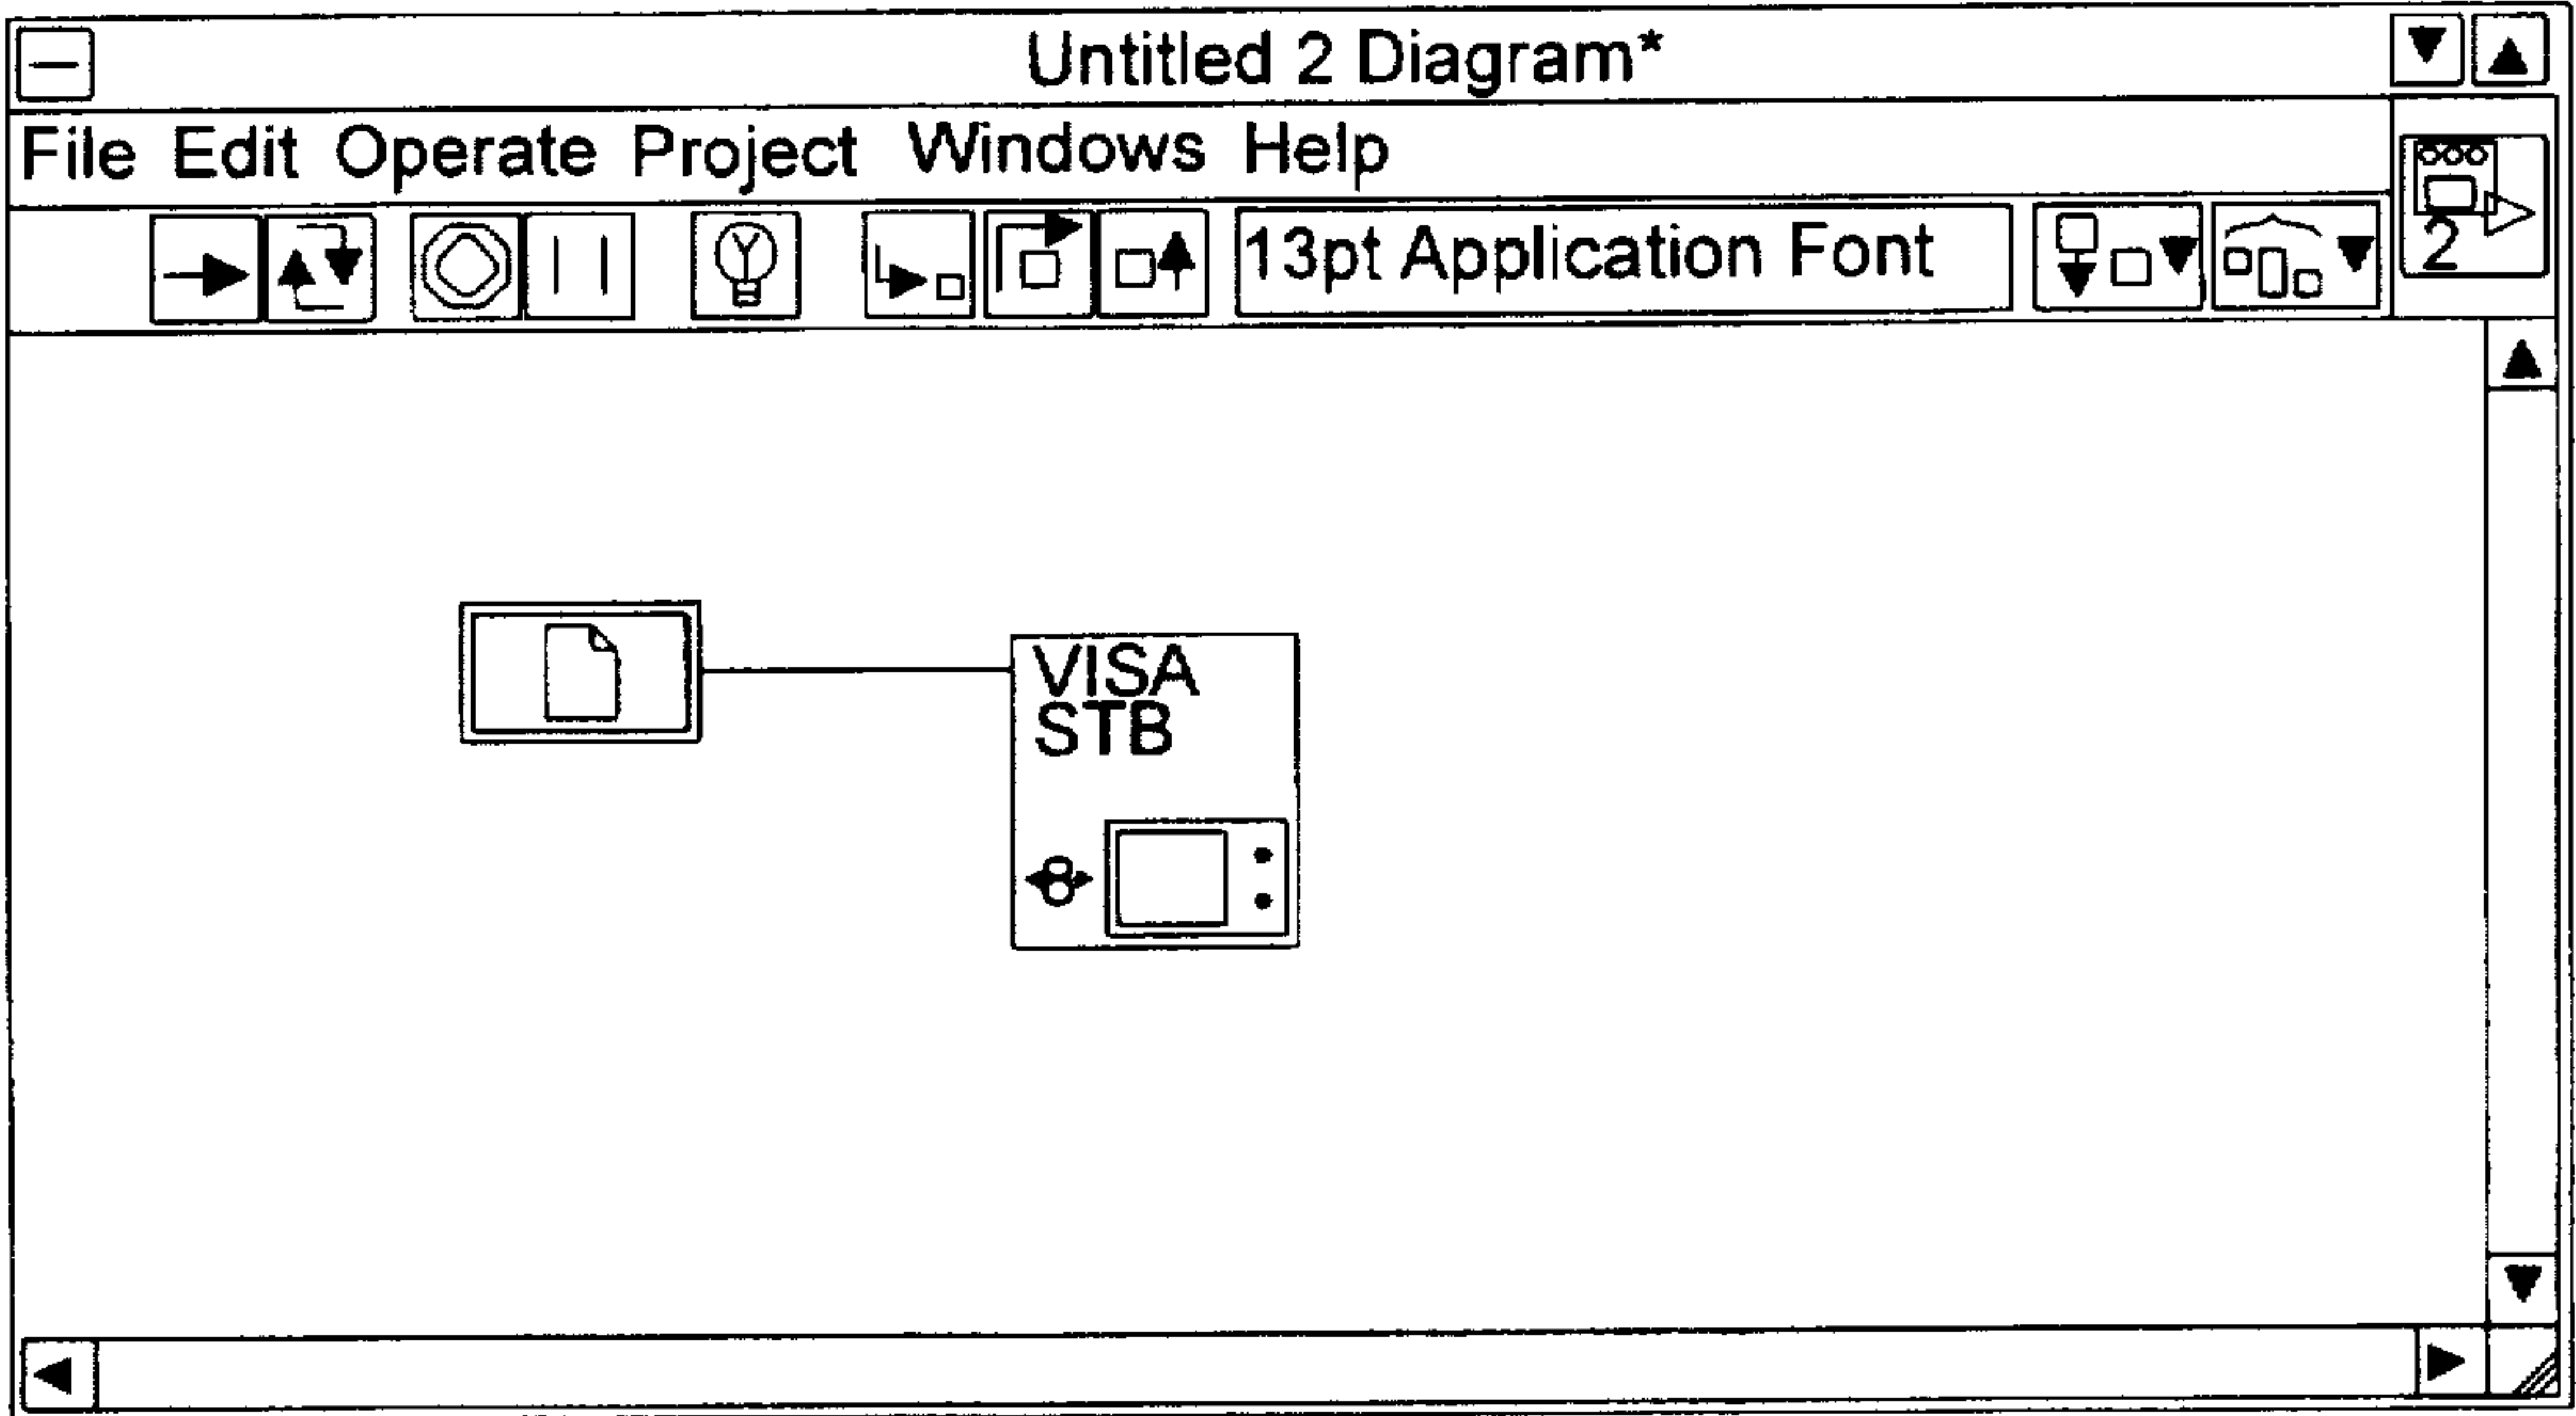 Untitled 2 Diagram*
File Edit Operate Project Windows Help
13pt Application Font
2
VISA
STB